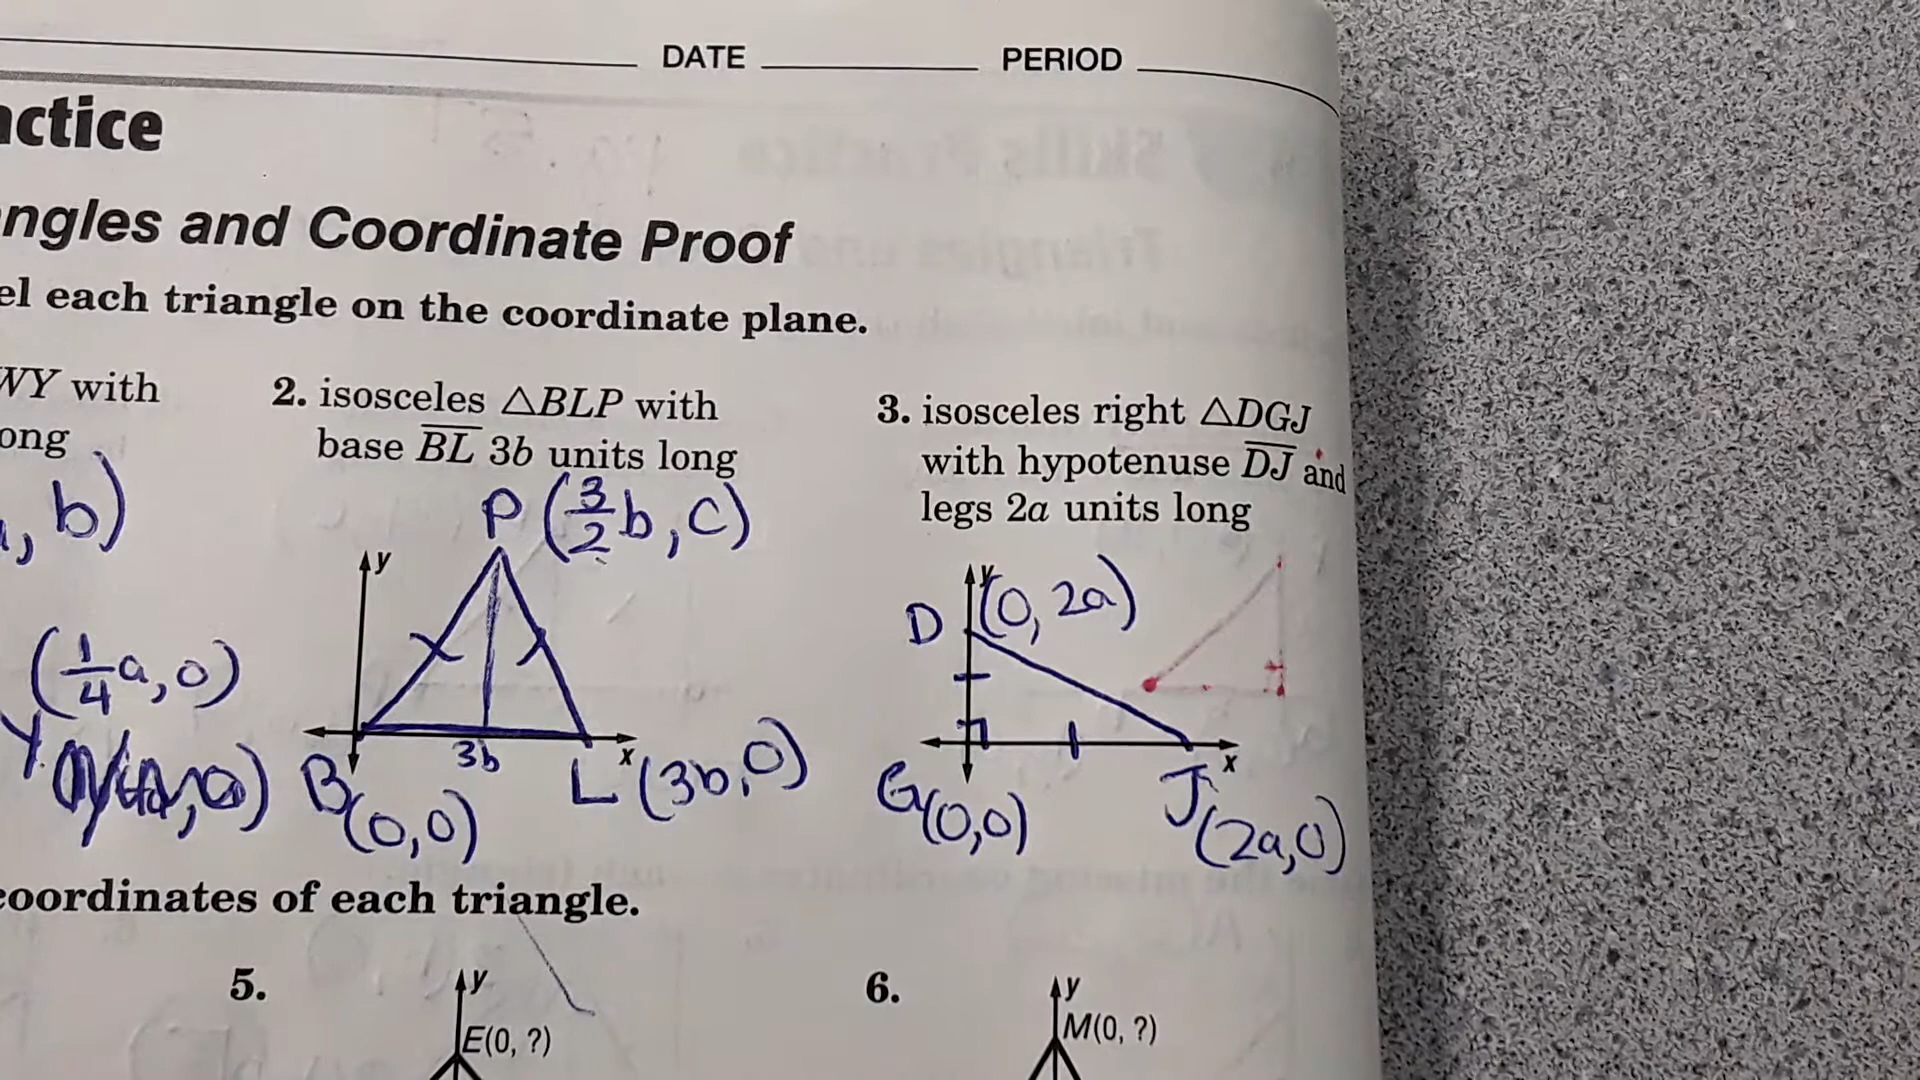 DATE PERIOD
actice
ngles and Coordinate Proof
el each triangle on the coordinate plane.
WY with
ong
, b)
(1/4 a, 0)
Y
2. isosceles △BLP with
base BL 3b units long
P (3/2 b, c)
y
3b
x
B (0,0)
L (3b,0)
3. isosceles right △DGJ
with hypotenuse DJ and
legs 2a units long
y
D (0, 2a)
x
G (0,0)
J (2a,0)
coordinates of each triangle.
5.
y
E(0, ?)
6.
y
M(0, ?)